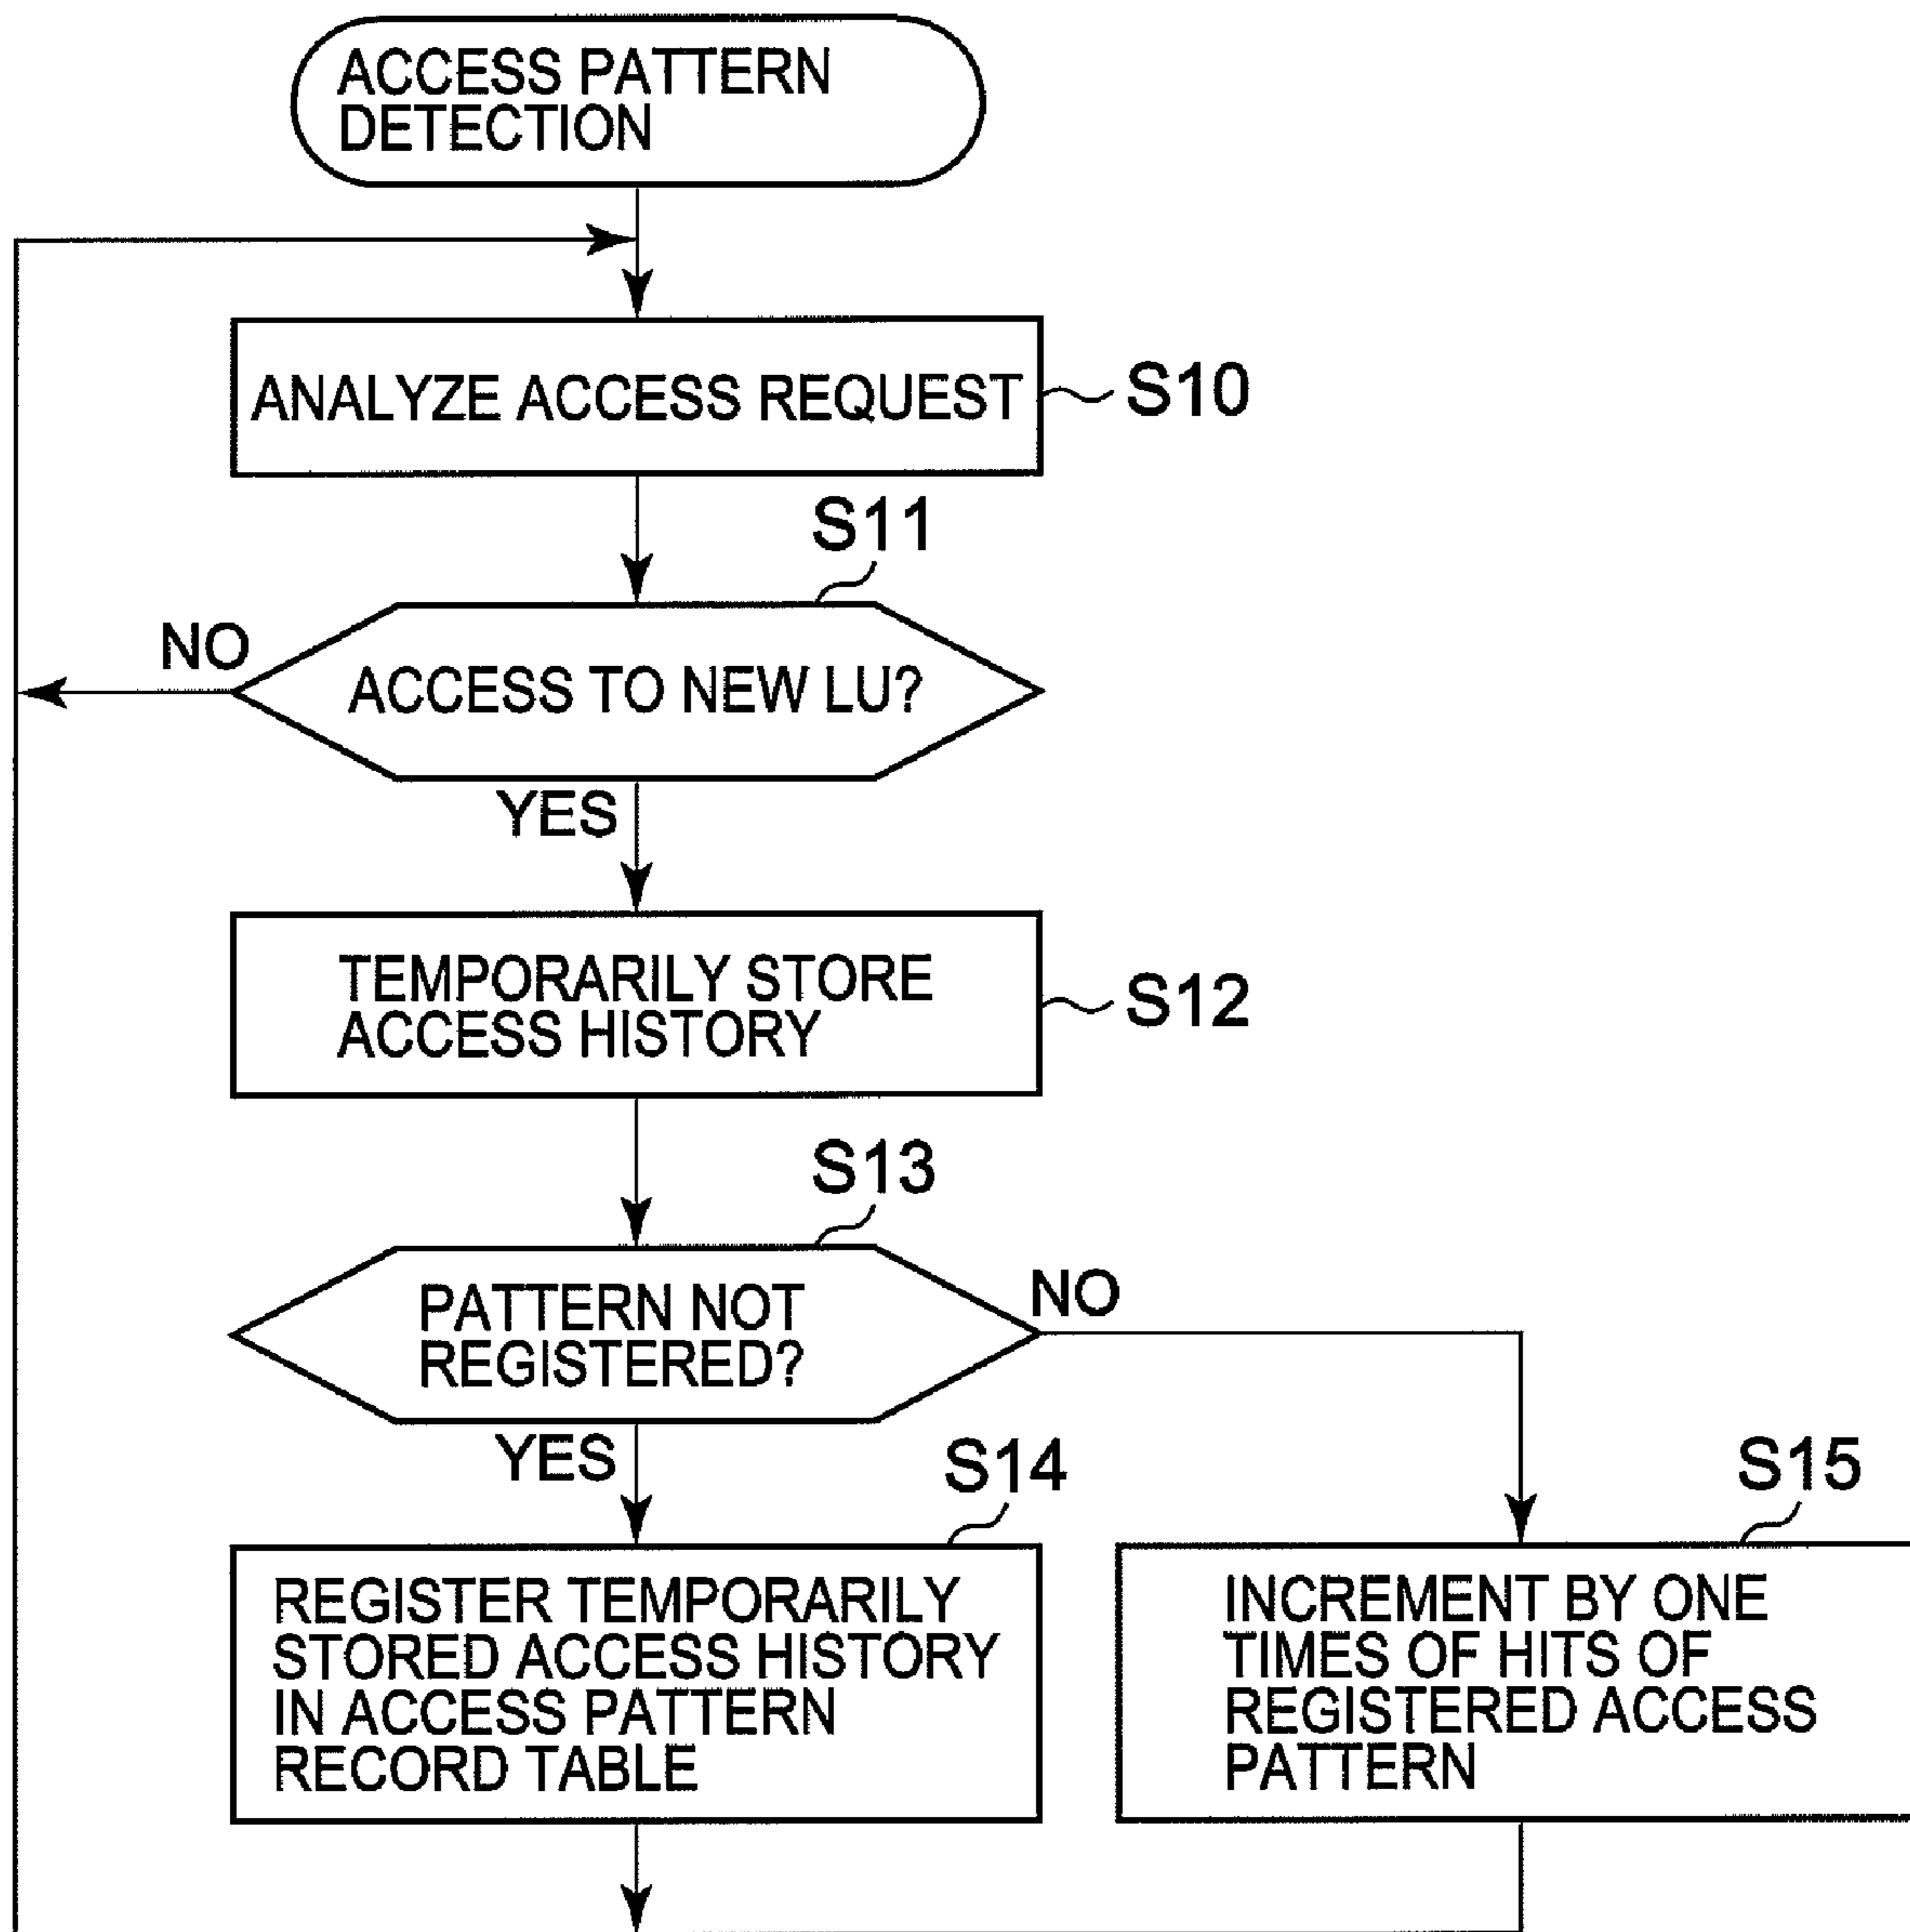 ACCESS PATTERN
DETECTION
ANALYZE ACCESS REQUEST
S10
S11
NO
ACCESS TO NEW LU?
YES
TEMPORARILY STORE
ACCESS HISTORY
S12
S13
PATTERN NOT
REGISTERED?
NO
YES
S14
S15
REGISTER TEMPORARILY
STORED ACCESS HISTORY
IN ACCESS PATTERN
RECORD TABLE
INCREMENT BY ONE
TIMES OF HITS OF
REGISTERED ACCESS
PATTERN